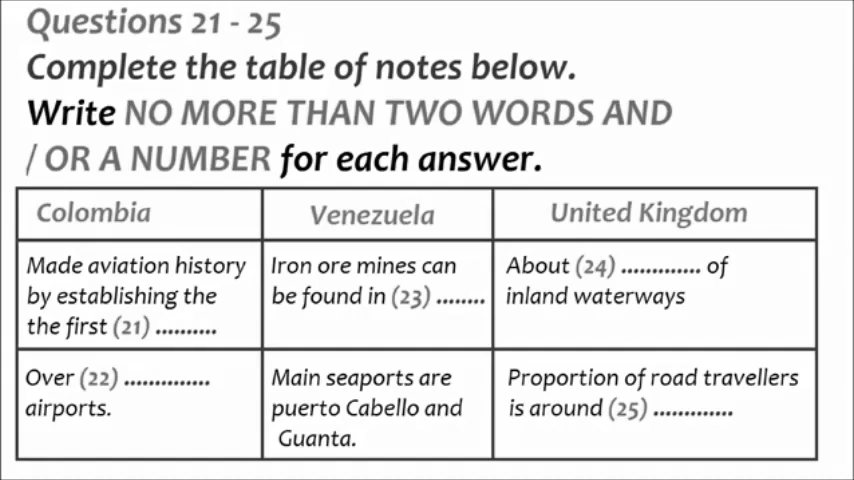 Questions 21 - 25
Complete the table of notes below.
Write NO MORE THAN TWO WORDS AND
/ OR A NUMBER for each answer.
Colombia
Venezuela
United Kingdom
Made aviation history
by establishing the
the first (21) ..........
Iron ore mines can
be found in (23) ........
About (24) ............. of
inland waterways
Over (22) ..............
airports.
Main seaports are
puerto Cabello and
Guanta.
Proportion of road travellers
is around (25) .............